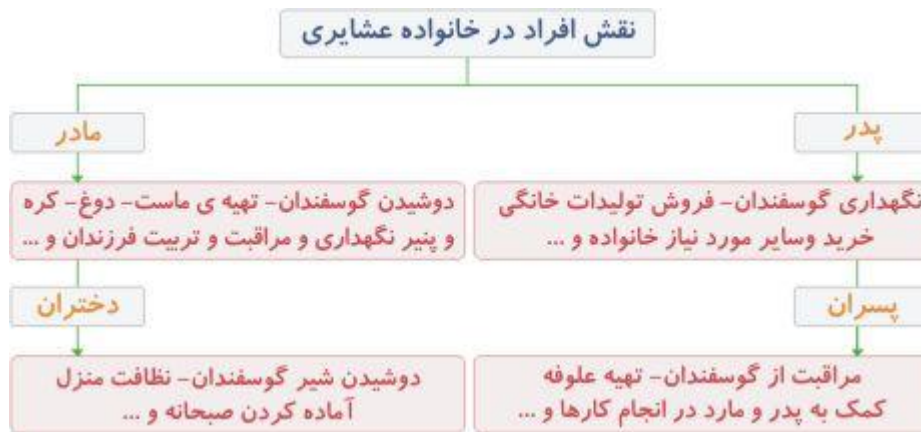 نقش افراد در خانواده عشایری
پدر
نگهداری گوسفندان- فروش تولیدات خانگی
خرید وسایر مورد نیاز خانواده و ...
مادر
دوشیدن گوسفندان- تهیه ی ماست- دوغ- کره
و پنیر نگهداری و مراقبت و تربیت فرزندان و ...
پسران
مراقبت از گوسفندان- تهیه علوفه
کمک به پدر و مارد در انجام کارها و ...
دختران
دوشیدن شیر گوسفندان- نظافت منزل
آماده کردن صبحانه و ...